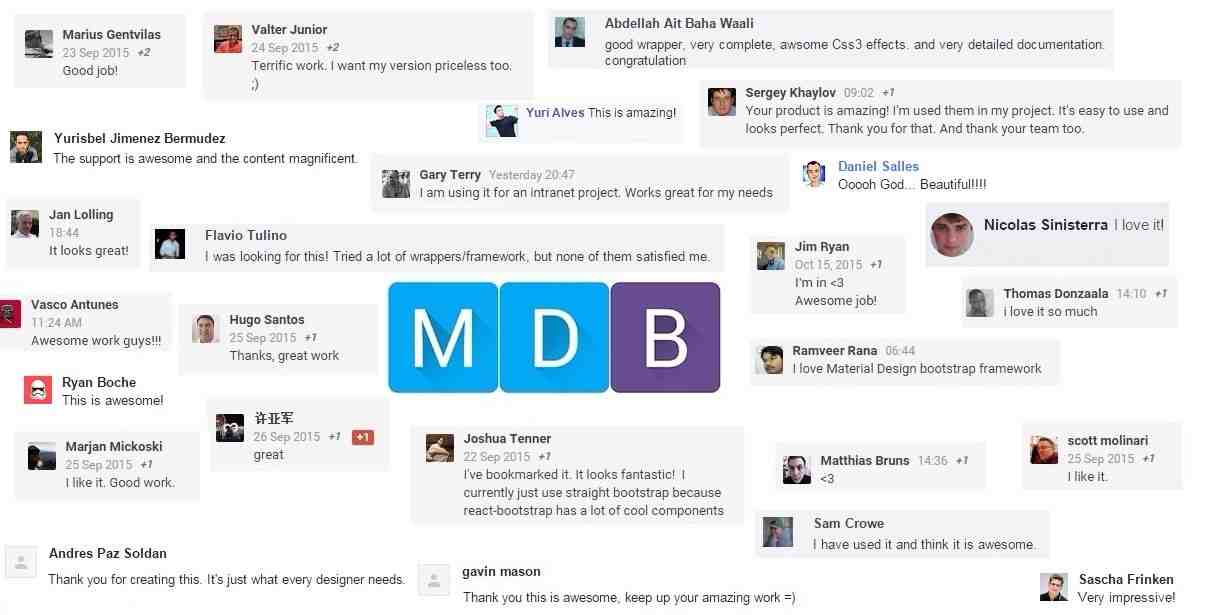 Marius Gentvilas
23 Sep 2015 +2
Good job!
Valter Junior
24 Sep 2015 +2
Terrific work. I want my version priceless too.
;)
Abdellah Ait Baha Waali
good wrapper, very complete, awsome Css3 effects. and very detailed documentation.
congratulation
Yuri Alves This is amazing!
Sergey Khaylov 09:02 +1
Your product is amazing! I'm used them in my project. It's easy to use and
looks perfect. Thank you for that. And thank your team too.
Yurisbel Jimenez Bermudez
The support is awesome and the content magnificent.
Gary Terry Yesterday 20:47
I am using it for an intranet project. Works great for my needs
Daniel Salles
Ooooh God... Beautiful!!!!
Jan Lolling
18:44
It looks great!
Flavio Tulino
I was looking for this! Tried a lot of wrappers/framework, but none of them satisfied me.
Nicolas Sinisterra I love it!
Jim Ryan
Oct 15, 2015 +1
I'm in <3
Awesome job!
Thomas Donzaala 14:10 +1
i love it so much
Vasco Antunes
11:24 AM
Awesome work guys!!!
Hugo Santos
25 Sep 2015 +1
Thanks, great work
M D B
Ramveer Rana 06:44
I love Material Design bootstrap framework
Ryan Boche
This is awesome!
许亚军
26 Sep 2015 +1 +1
great
Marjan Mickoski
25 Sep 2015 +1
I like it. Good work.
Joshua Tenner
22 Sep 2015 +1
I've bookmarked it. It looks fantastic! I
currently just use straight bootstrap because
react-bootstrap has a lot of cool components
Matthias Bruns 14:36 +1
<3
scott molinari
25 Sep 2015 +1
I like it.
Sam Crowe
I have used it and think it is awesome.
Andres Paz Soldan
Thank you for creating this. It's just what every designer needs.
gavin mason
Thank you this is awesome, keep up your amazing work =)
Sascha Frinken
Very impressive!